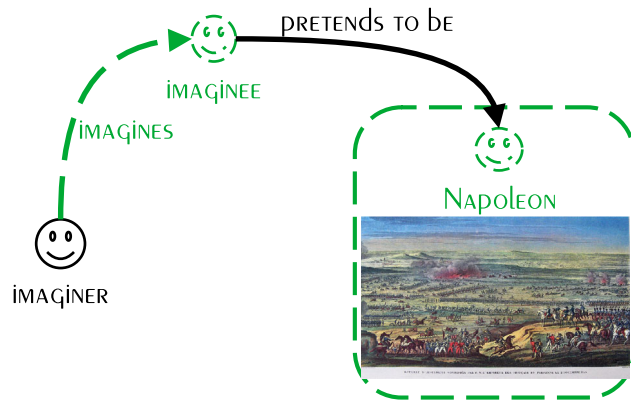 pretends to be
imaginee
imagines
Napoleon
imaginer